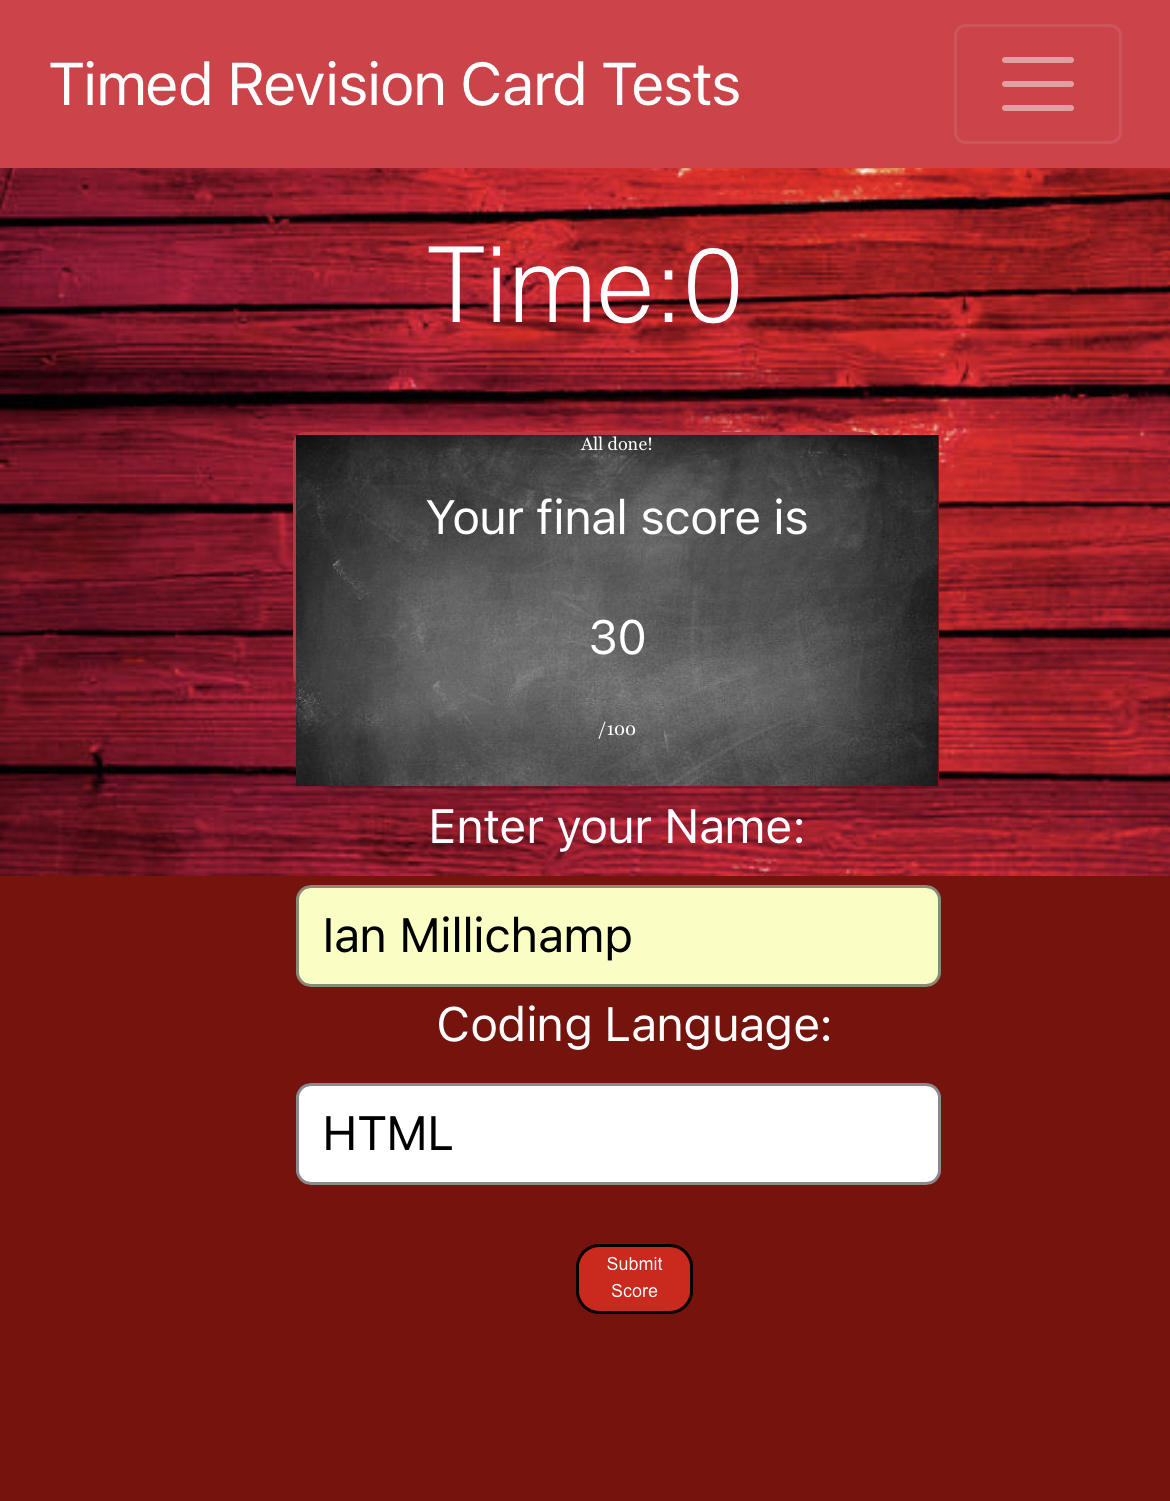 Timed Revision Card Tests
Time:0
All done!
Your final score is
30
/100
Enter your Name:
Ian Millichamp
Coding Language:
HTML
Submit
Score